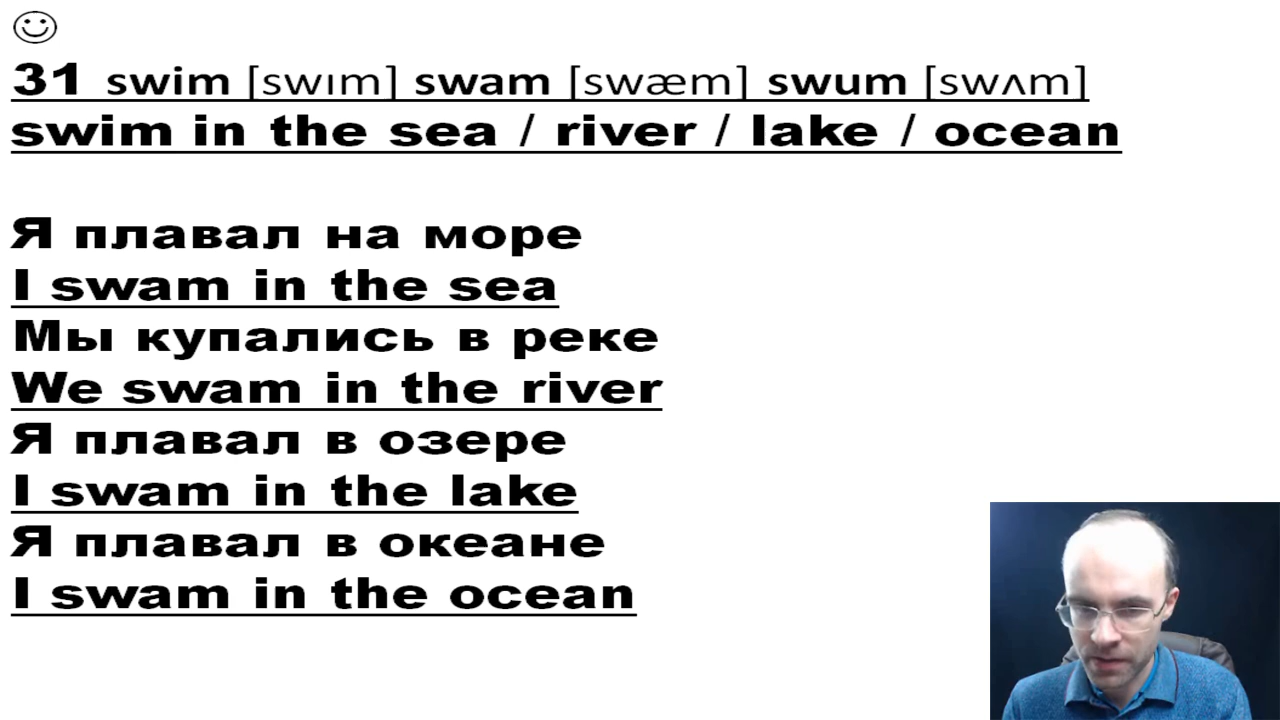 31 swim [swɪm] swam [swæm] swum [swʌm]
swim in the sea / river / lake / ocean
Я плавал на море
I swam in the sea
Мы купались в реке
We swam in the river
Я плавал в озере
I swam in the lake
Я плавал в океане
I swam in the ocean